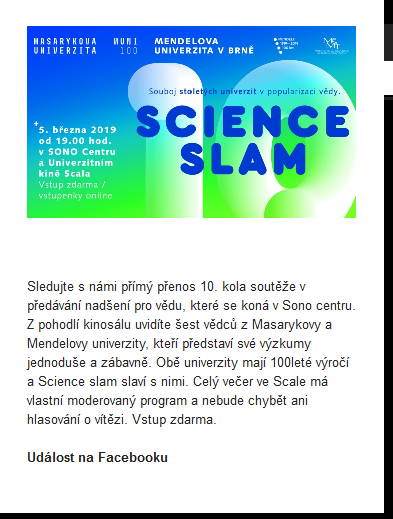 MASARYKOVA
UNIVERZITA
MUNI
100
MENDELOVA
UNIVERZITA V BRNĚ
Souboj stoletých univerzit v popularizaci vědy.
SCIENCE
SLAM
5. března 2019
od 19.00 hod.
v SONO Centru
a Univerzitním
kině Scala
Vstup zdarma /
vstupenky online
Sledujte s námi přímý přenos 10. kola soutěže v
předávání nadšení pro vědu, které se koná v Sono centru.
Z pohodlí kinosálu uvidíte šest vědců z Masarykovy a
Mendelovy univerzity, kteří představí své výzkumy
jednoduše a zábavně. Obě univerzity mají 100leté výročí
a Science slam slaví s nimi. Celý večer ve Scale má
vlastní moderovaný program a nebude chybět ani
hlasování o vítězi. Vstup zdarma.
Událost na Facebooku